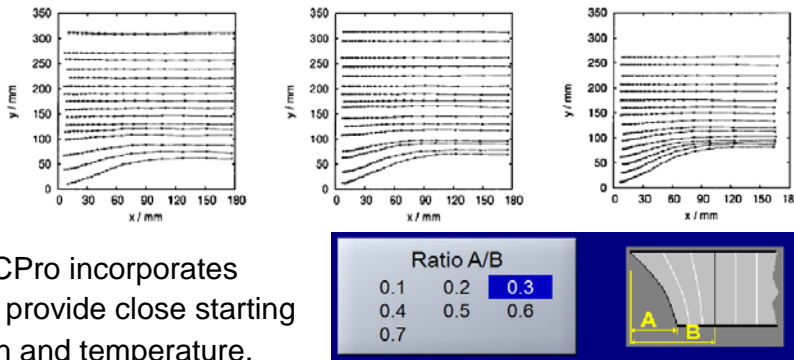 350
300
250
200
150
100
50
0
y / mm
0 30 60 90 120 150 180
x / mm
350
300
250
200
150
100
50
0
y / mm
0 30 60 90 120 150 180
x / mm
350
300
250
200
150
100
50
0
y / mm
0 30 60 90 120 150 18
x / mm
CPro incorporates
provide close starting
and temperature.
Ratio A/B
0.1 0.2 0.3
0.4 0.5 0.6
0.7
A
B